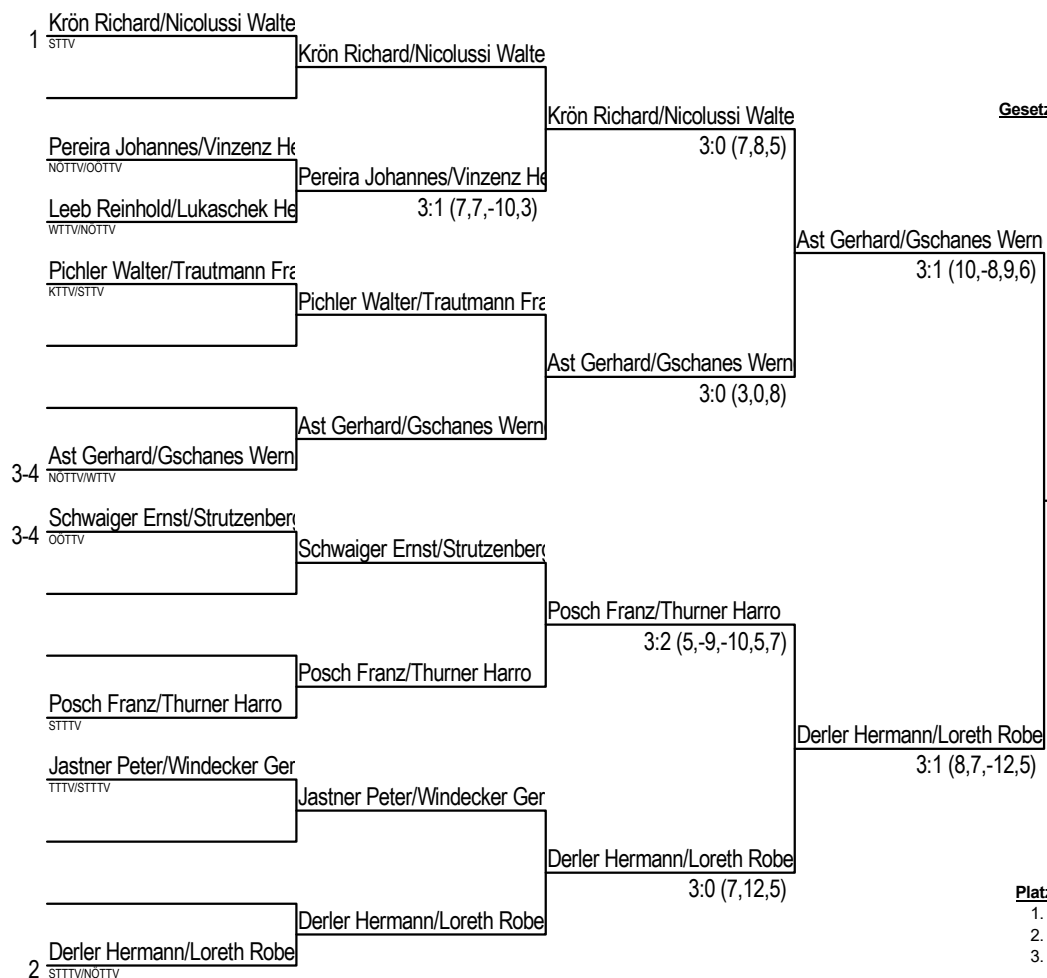 Krön Richard/Nicolussi Walte
1 STTV
Krön Richard/Nicolussi Walte
Krön Richard/Nicolussi Walte
3:0 (7,8,5)
Gesetz
Pereira Johannes/Vinzenz He
NÖTTV/OÖTTV
Pereira Johannes/Vinzenz He
3:1 (7,7,-10,3)
Leeb Reinhold/Lukaschek He
WTTV/NÖTTV
Ast Gerhard/Gschanes Wern
3:1 (10,-8,9,6)
Pichler Walter/Trautmann Fra
KTTV/STTV
Pichler Walter/Trautmann Fra
Ast Gerhard/Gschanes Wern
3:0 (3,0,8)
Ast Gerhard/Gschanes Wern
Ast Gerhard/Gschanes Wern
3-4 NÖTTV/WTTV
Schwaiger Ernst/Strutzenberg
3-4 OÖTTV
Schwaiger Ernst/Strutzenberg
Posch Franz/Thurner Harro
3:2 (5,-9,-10,5,7)
Posch Franz/Thurner Harro
Posch Franz/Thurner Harro
STTTV
Derler Hermann/Loreth Robe
3:1 (8,7,-12,5)
Jastner Peter/Windecker Ger
TTTV/STTTV
Jastner Peter/Windecker Ger
Derler Hermann/Loreth Robe
3:0 (7,12,5)
Derler Hermann/Loreth Robe
Derler Hermann/Loreth Robe
2 STTTV/NÖTTV
Platz
1.
2.
3.